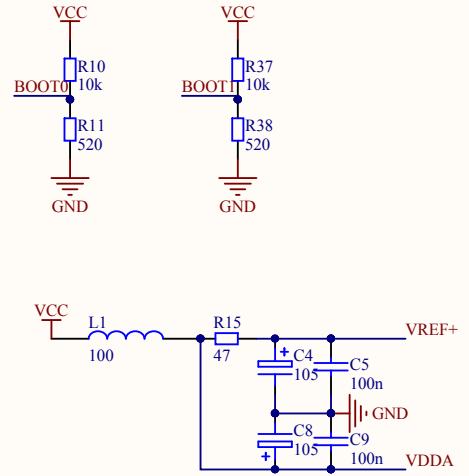 VCC VCC
R10 R37
10k 10k
BOOT0 BOOT1
R11 R38
520 520
GND GND
VCC
L1 R15
100 47
VREF+
+
C4 C5
105 100n
GND
C8 C9
105 100n
+
VDDA